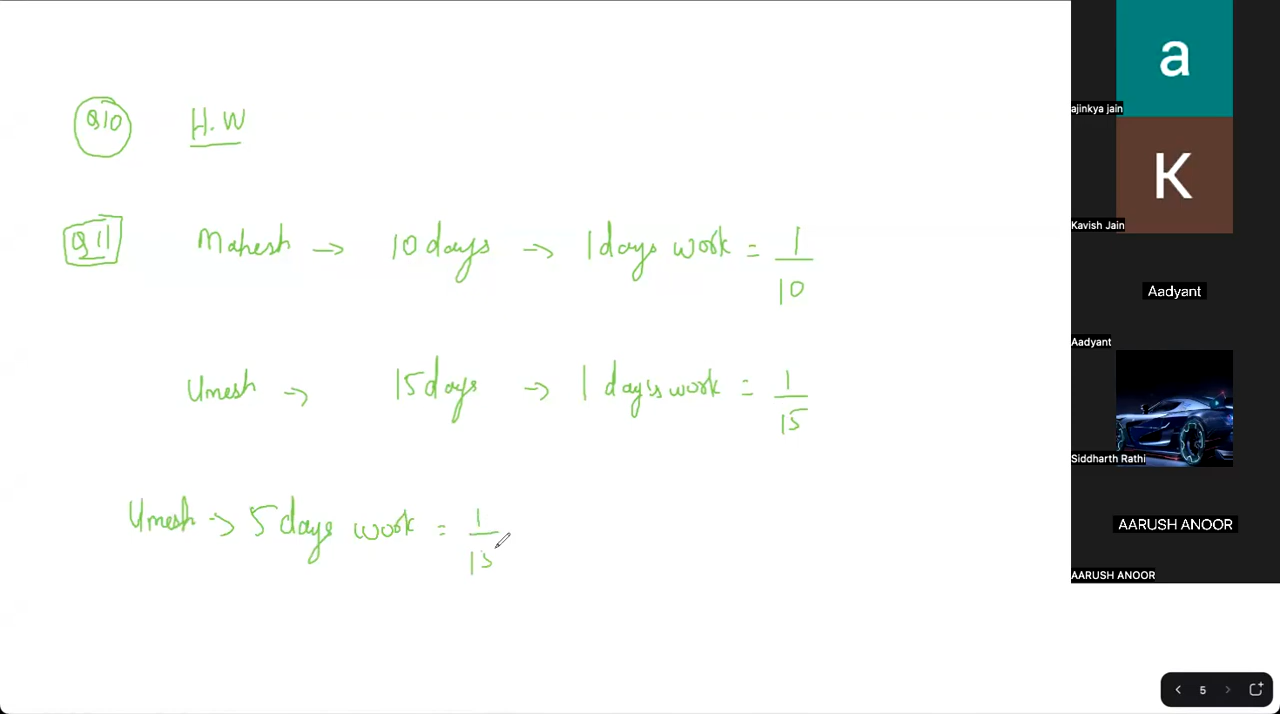 Q10 H.W
Q11 Mahesh → 10 days → 1 days work = 1/10
Umesh → 15 days → 1 day's work = 1/15
Umesh → 5 days work = 1/15
a
ajinkya jain
K
Kavish Jain
Aadyant
Aadyant
Siddharth Rathi
AARUSH ANOOR
AARUSH ANOOR
< 5 >